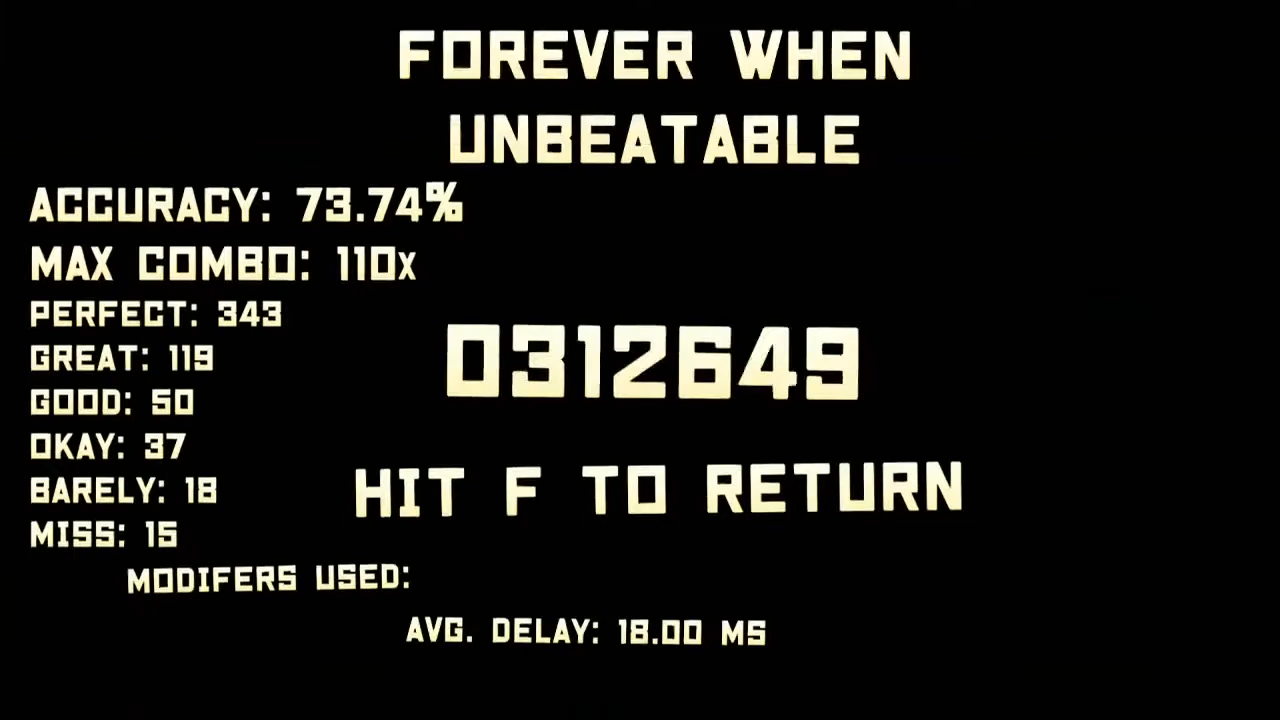 FOREVER WHEN
UNBEATABLE
ACCURACY: 73.74%
MAX COMBO: 110x
PERFECT: 343
GREAT: 119
GOOD: 50
OKAY: 37
BARELY: 18
MISS: 15
0312649
HIT F TO RETURN
MODIFERS USED:
AVG. DELAY: 18.00 MS